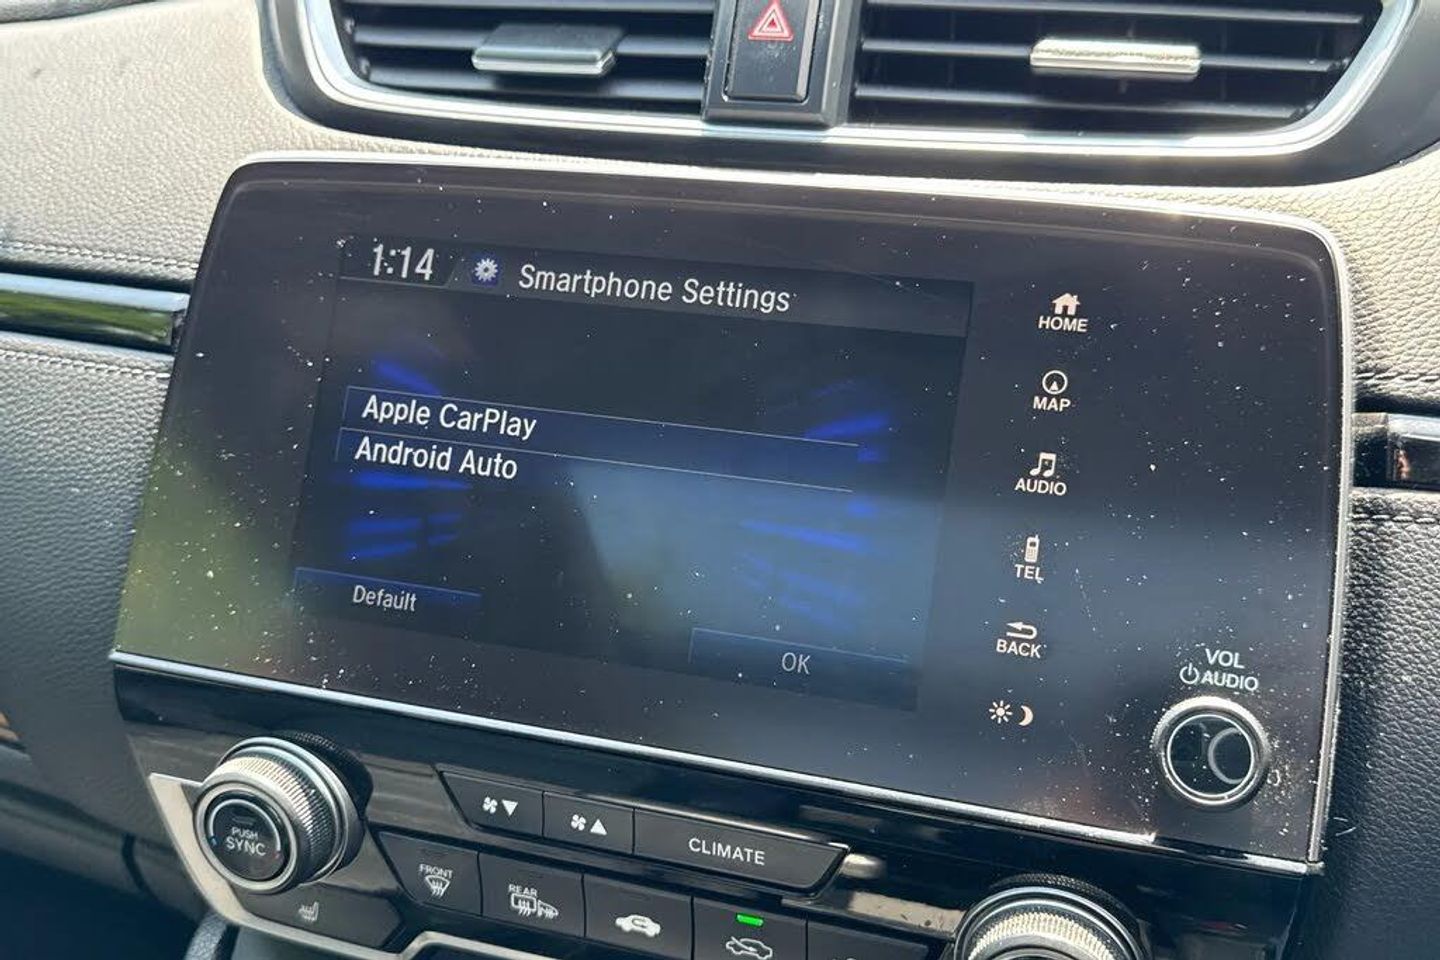 1:14 Smartphone Settings
HOME
MAP
Apple CarPlay
Android Auto
AUDIO
TEL
Default
BACK
OK
VOL
AUDIO
PUSH
SYNC
CLIMATE
FRONT
REAR